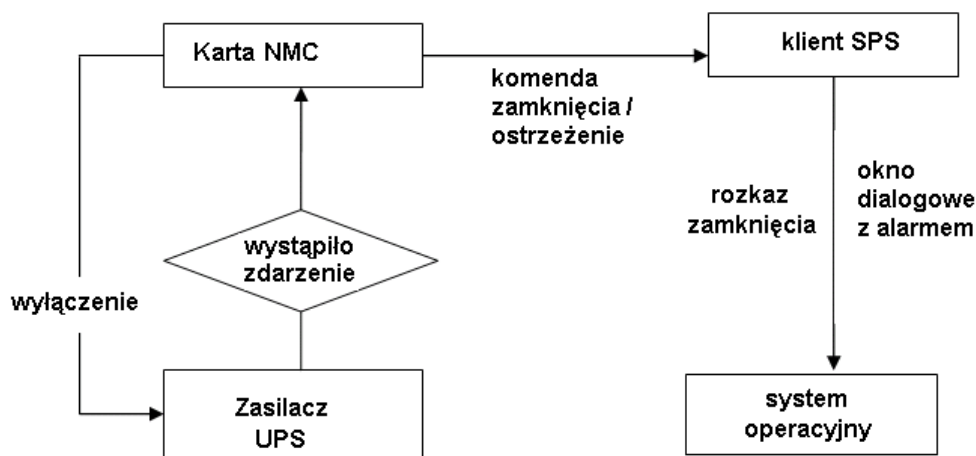 Karta NMC
klient SPS
komenda
zamknięcia /
ostrzeżenie
okno
dialogowe
z alarmem
rozkaz
zamknięcia
wystąpiło
zdarzenie
wyłączenie
Zasilacz
UPS
system
operacyjny